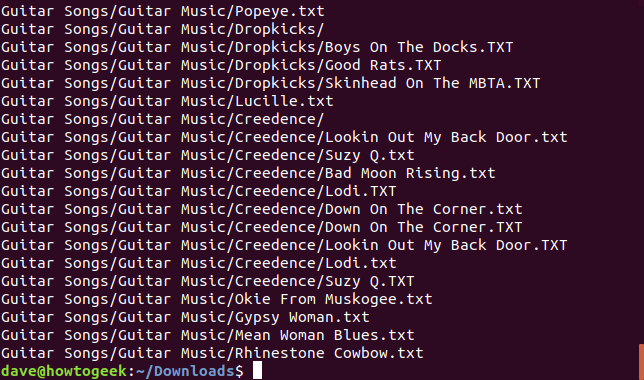 Guitar Songs/Guitar Music/Popeye.txt
Guitar Songs/Guitar Music/Dropkicks/
Guitar Songs/Guitar Music/Dropkicks/Boys On The Docks.TXT
Guitar Songs/Guitar Music/Dropkicks/Good Rats.TXT
Guitar Songs/Guitar Music/Dropkicks/Skinhead On The MBTA.TXT
Guitar Songs/Guitar Music/Lucille.txt
Guitar Songs/Guitar Music/Creedence/
Guitar Songs/Guitar Music/Creedence/Lookin Out My Back Door.txt
Guitar Songs/Guitar Music/Creedence/Suzy Q.txt
Guitar Songs/Guitar Music/Creedence/Bad Moon Rising.txt
Guitar Songs/Guitar Music/Creedence/Lodi.TXT
Guitar Songs/Guitar Music/Creedence/Down On The Corner.txt
Guitar Songs/Guitar Music/Creedence/Down On The Corner.TXT
Guitar Songs/Guitar Music/Creedence/Lookin Out My Back Door.TXT
Guitar Songs/Guitar Music/Creedence/Lodi.txt
Guitar Songs/Guitar Music/Creedence/Suzy Q.TXT
Guitar Songs/Guitar Music/Okie From Muskogee.txt
Guitar Songs/Guitar Music/Gypsy Woman.txt
Guitar Songs/Guitar Music/Mean Woman Blues.txt
Guitar Songs/Guitar Music/Rhinestone Cowbow.txt
dave@howtogeek:~/Downloads$